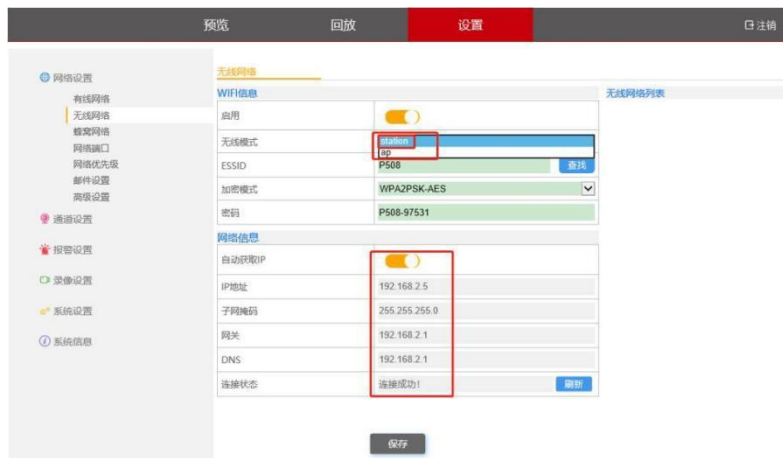 预览 回放 设置 注销
网络设置
有线网络
无线网络
蜂窝网络
网络端口
网络优先级
邮件设置
高级设置
通道设置
报警设置
录像设置
系统设置
系统信息
无线网络
WIFI信息 无线网络列表
启用
无线模式 station
ap
ESSID P508 查找
加密模式 WPA2PSK-AES
密码 P508-97531
网络信息
自动获取IP
IP地址 192.168.2.5
子网掩码 255.255.255.0
网关 192.168.2.1
DNS 192.168.2.1
连接状态 连接成功! 刷新
保存